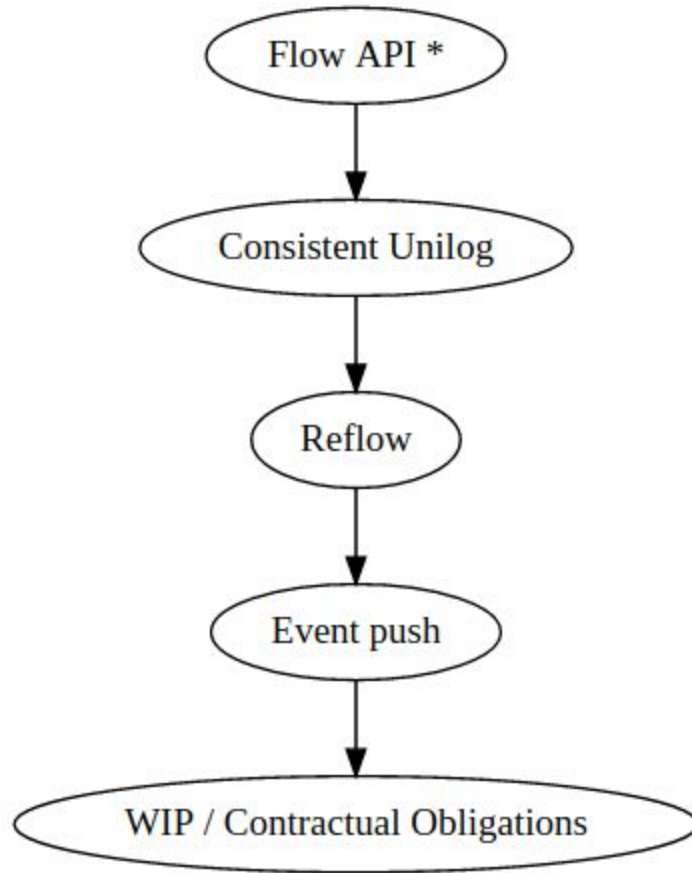 Flow API *
Consistent Unilog
Reflow
Event push
WIP / Contractual Obligations